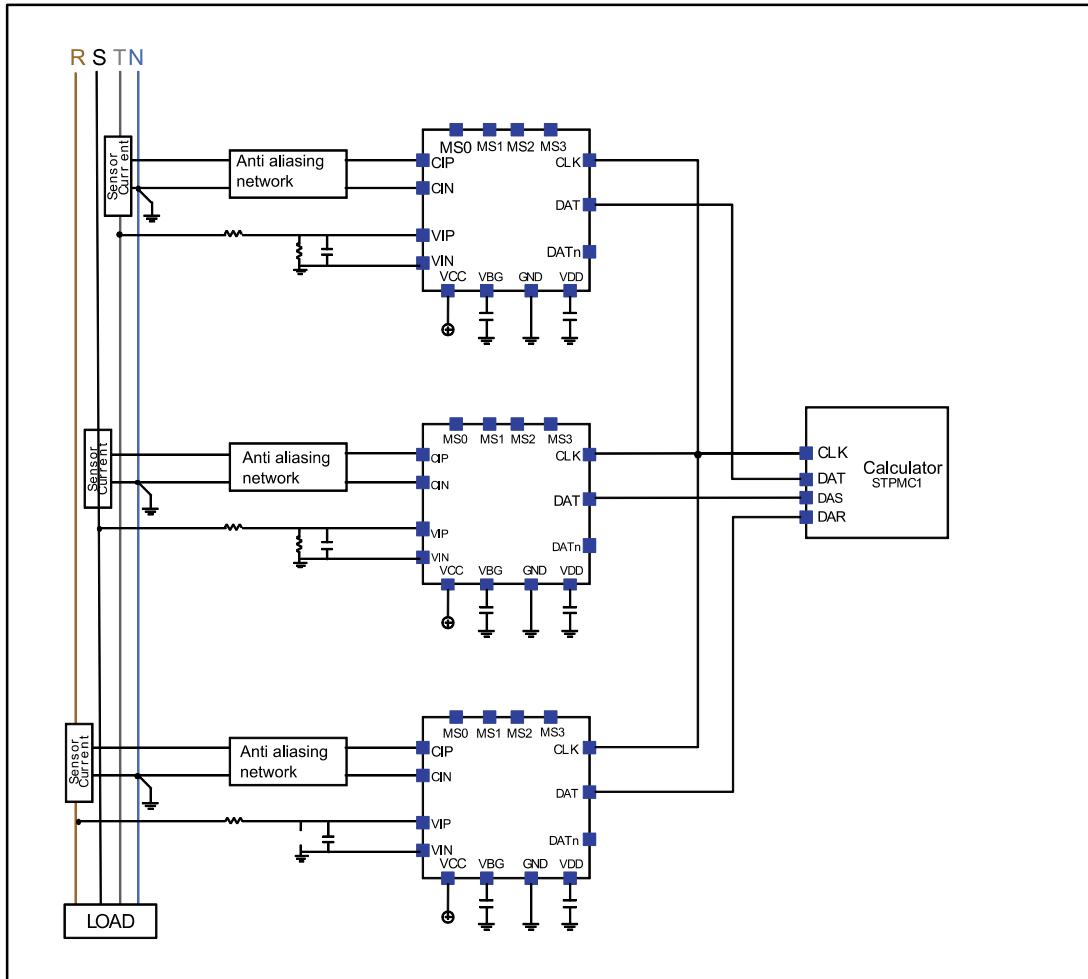 R S T N
Sensor
Current
Anti aliasing
network
MS0 MS1 MS2 MS3
CIP
CIN
VIP
VIN
CLK
DAT
DATn
VCC VBG GND VDD
Sensor
Current
Anti aliasing
network
MS0 MS1 MS2 MS3
CIP
CIN
VIP
VIN
CLK
DAT
DATn
VCC VBG GND VDD
CLK
DAT
DAS
DAR
Calculator
STPMC1
Sensor
Current
Anti aliasing
network
MS0 MS1 MS2 MS3
CIP
CIN
VIP
VIN
CLK
DAT
DATn
VCC VBG GND VDD
LOAD